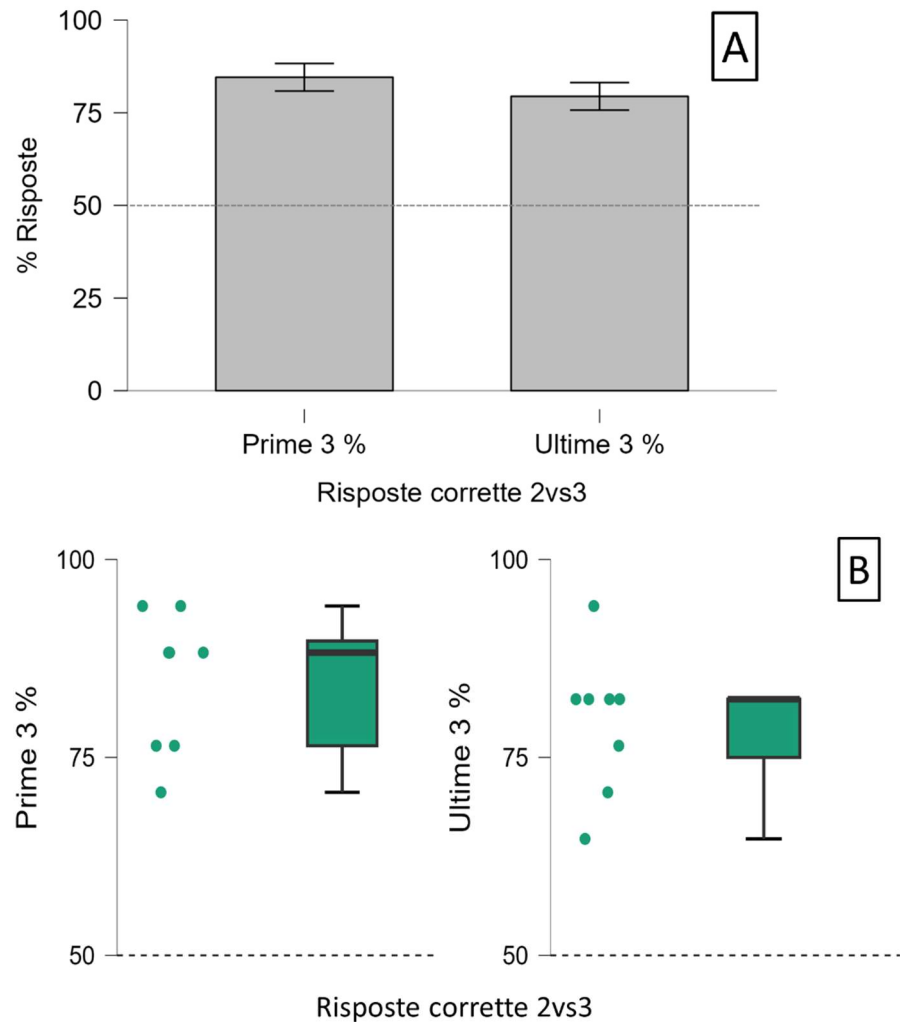 100
A
75
% Risposte
50
25
0
Prime 3 %
Ultime 3 %
Risposte corrette 2vs3
100
100
B
Prime 3 %
75
Ultime 3 %
75
50
50
Risposte corrette 2vs3